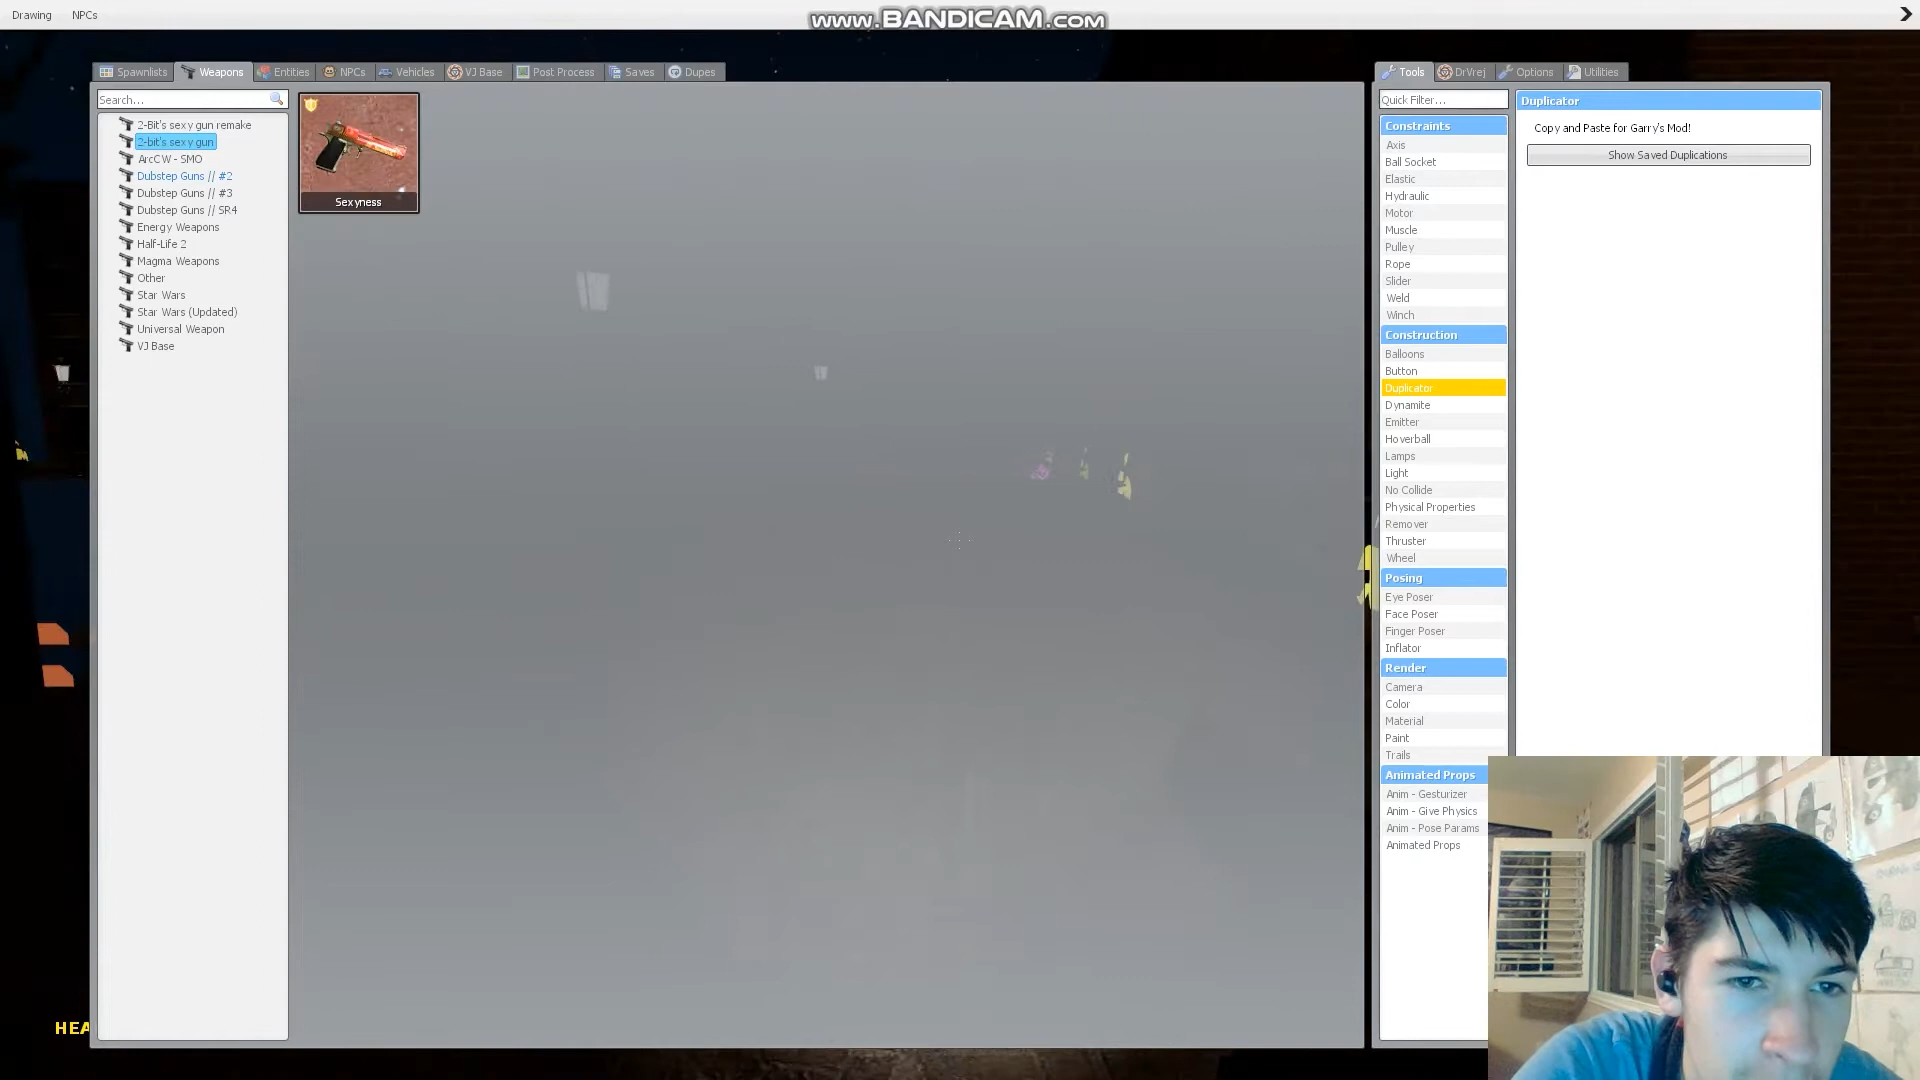 Drawing NPCs
www.BANDICAM.com
Spawnlists Weapons Entities NPCs Vehicles VJ Base Post Process Saves Dupes
Search...
2-Bit's sexy gun remake
2-bit's sexy gun
ArcCW - SMO
Dubstep Guns // #2
Dubstep Guns // #3
Dubstep Guns // SR4
Energy Weapons
Half-Life 2
Magma Weapons
Other
Star Wars
Star Wars (Updated)
Universal Weapon
VJ Base
Sexyness
HEA
Tools DrVrej Options Utilities
Quick Filter...
Constraints
Axis
Ball Socket
Elastic
Hydraulic
Motor
Muscle
Pulley
Rope
Slider
Weld
Winch
Construction
Balloons
Button
Duplicator
Dynamite
Emitter
Hoverball
Lamps
Light
No Collide
Physical Properties
Remover
Thruster
Wheel
Posing
Eye Poser
Face Poser
Finger Poser
Inflator
Render
Camera
Color
Material
Paint
Trails
Animated Props
Anim - Gesturizer
Anim - Give Physics
Anim - Pose Params
Animated Props
Duplicator
Copy and Paste for Garry's Mod!
Show Saved Duplications